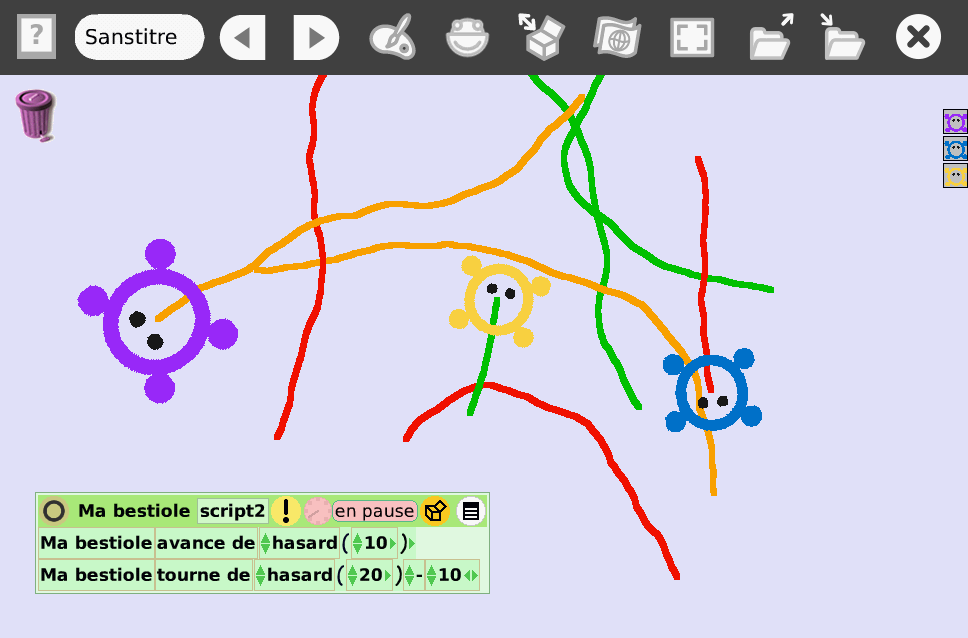 ?
Sanstitre
Ma bestiole script2 ! en pause
Ma bestiole avance de hasard ( 10 )
Ma bestiole tourne de hasard ( 20 ) - 10